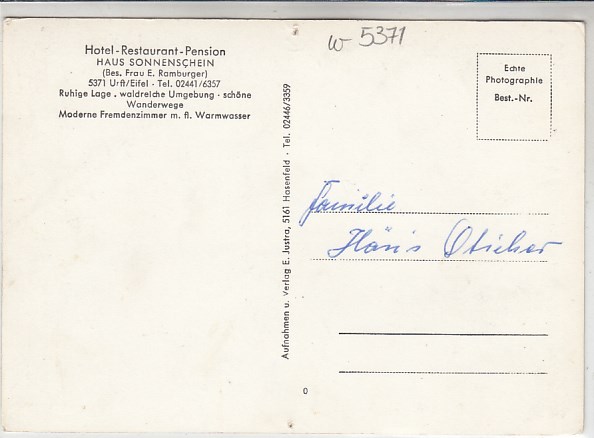 w- 5371
Hotel-Restaurant-Pension
HAUS SONNENSCHEIN
(Bes. Frau E. Ramburger)
5371 Urft/Eifel - Tel. 02441/6357
Ruhige Lage . waldreiche Umgebung - schöne
Wanderwege
Moderne Fremdenzimmer m. fl. Warmwasser
Aufnahmen u. Verlag E. Justra, 5161 Hasenfeld - Tel. 02446/3359
Echte
Photographie
Best.-Nr.
Familie
0